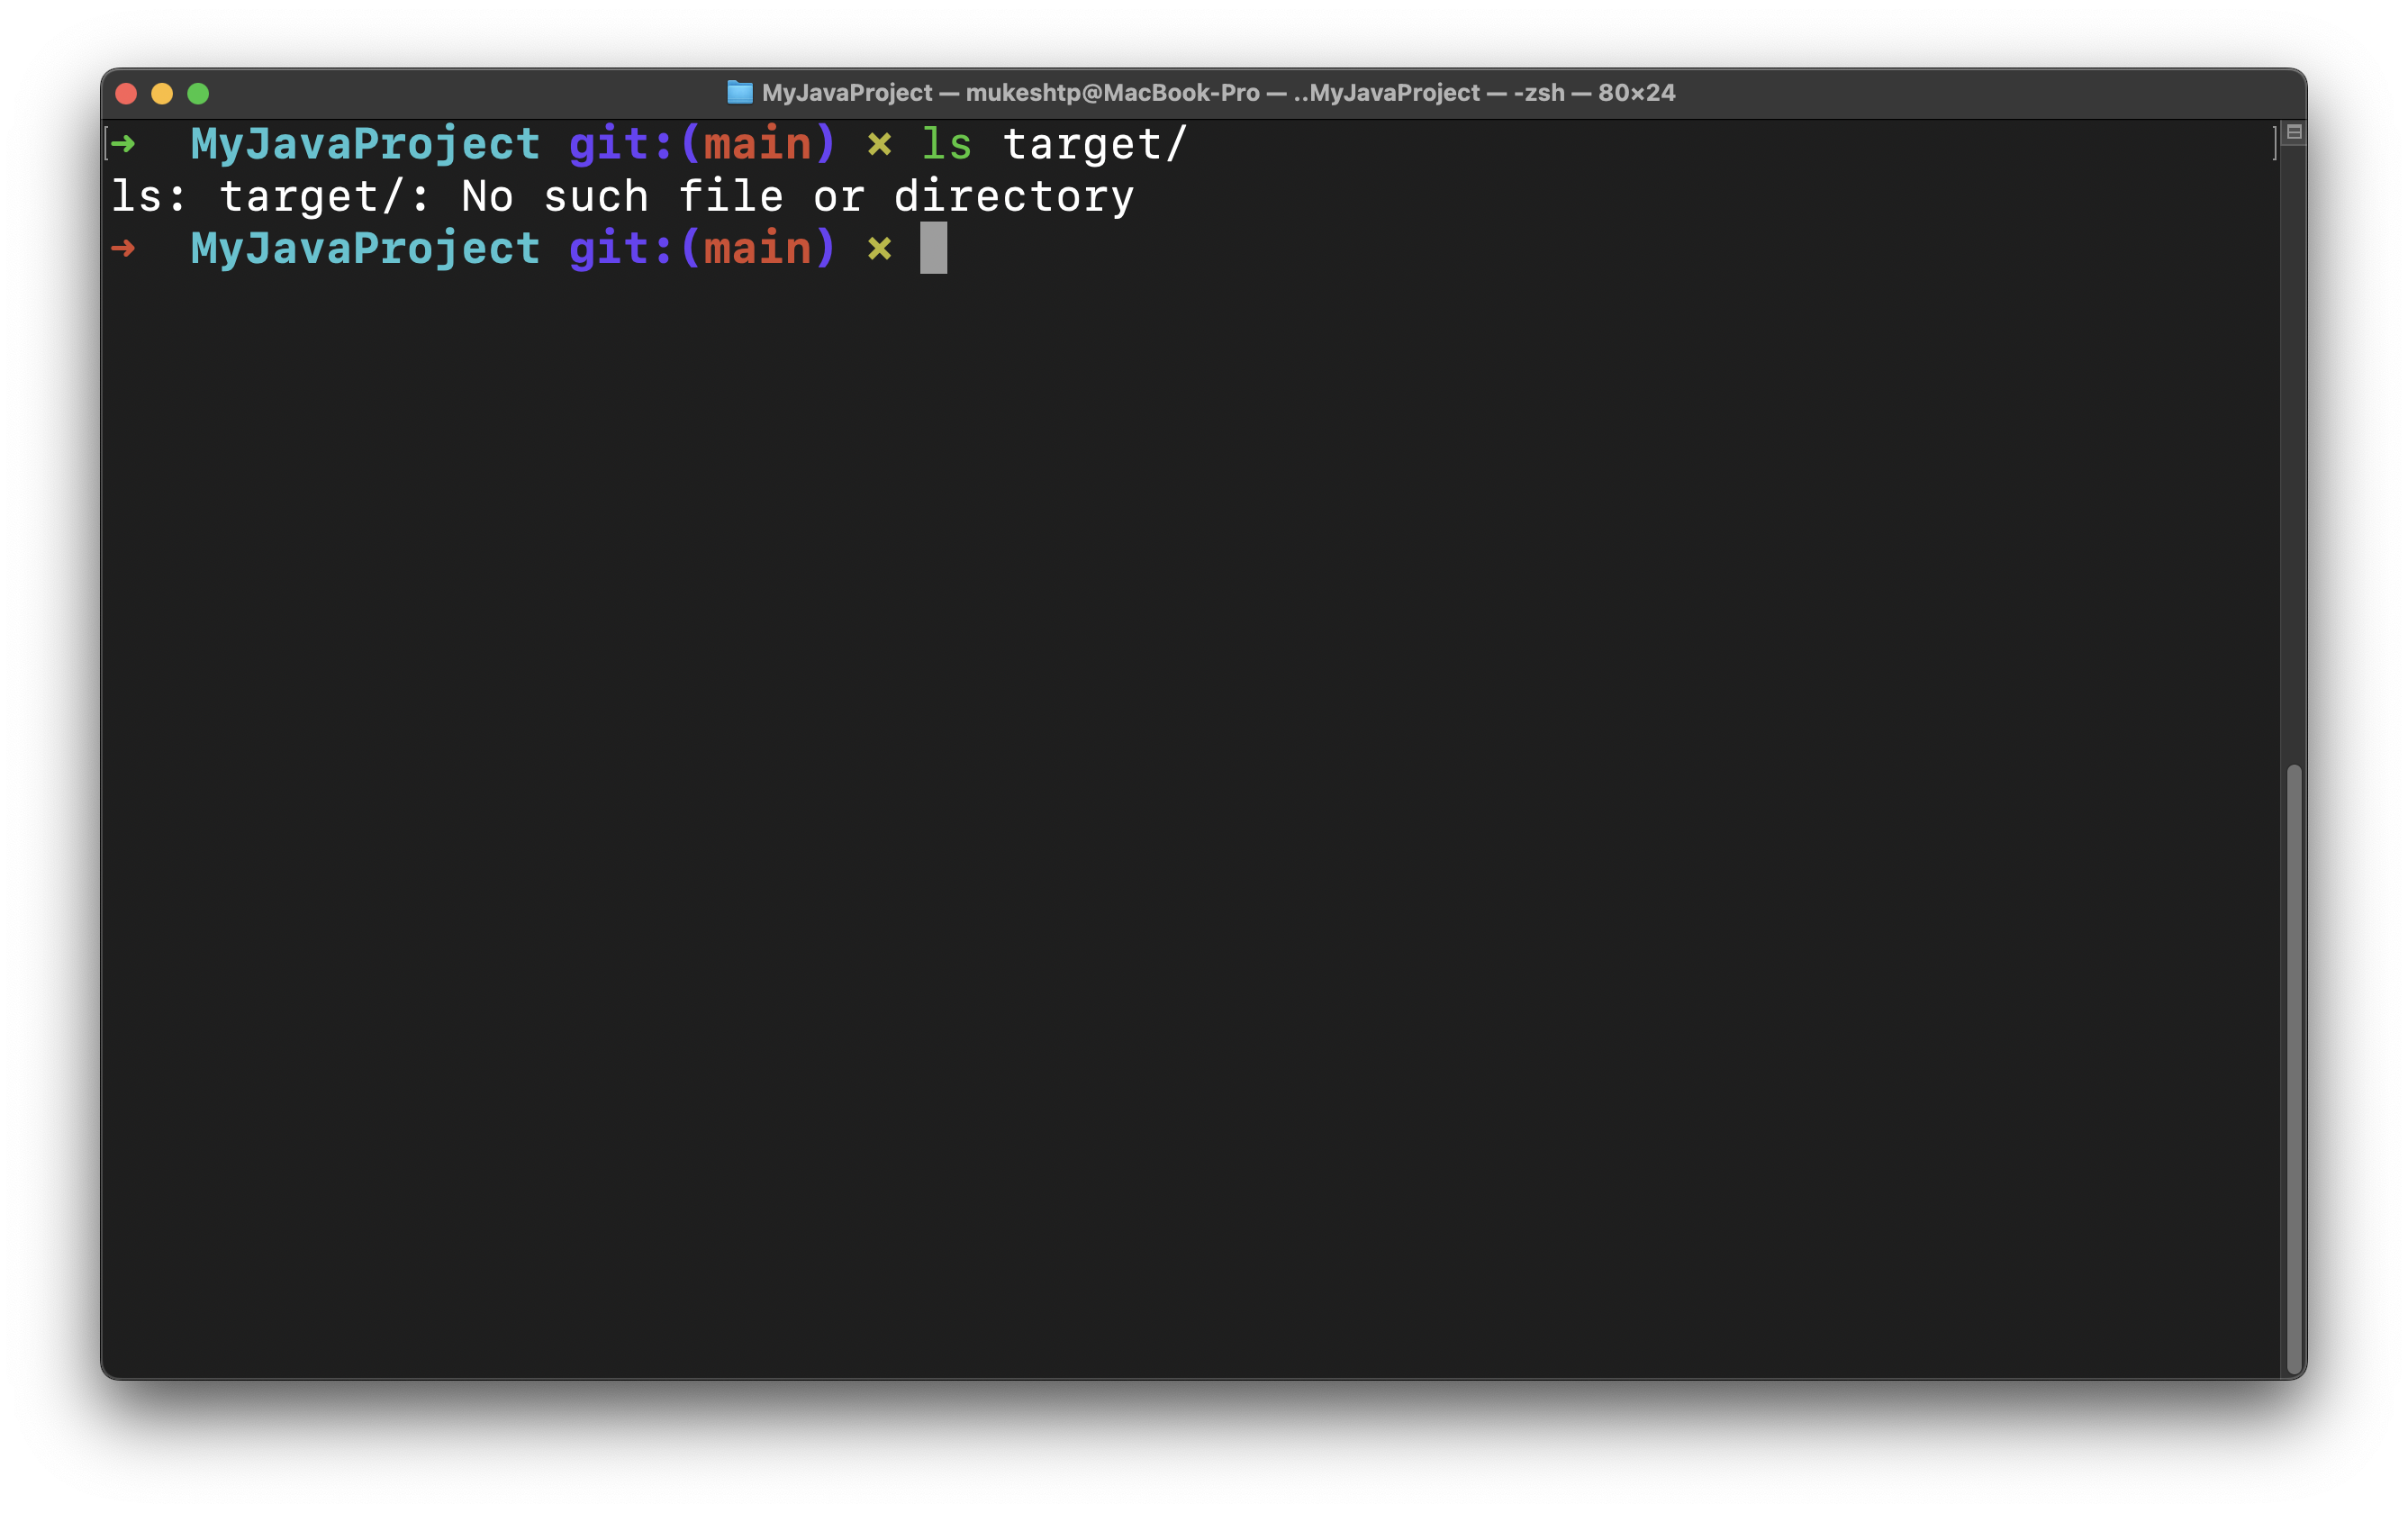 MyJavaProject — mukeshtp@MacBook-Pro — ..MyJavaProject — -zsh — 80×24
[➜  MyJavaProject git:(main) ✗ ls target/ ]
ls: target/: No such file or directory
➜  MyJavaProject git:(main) ✗